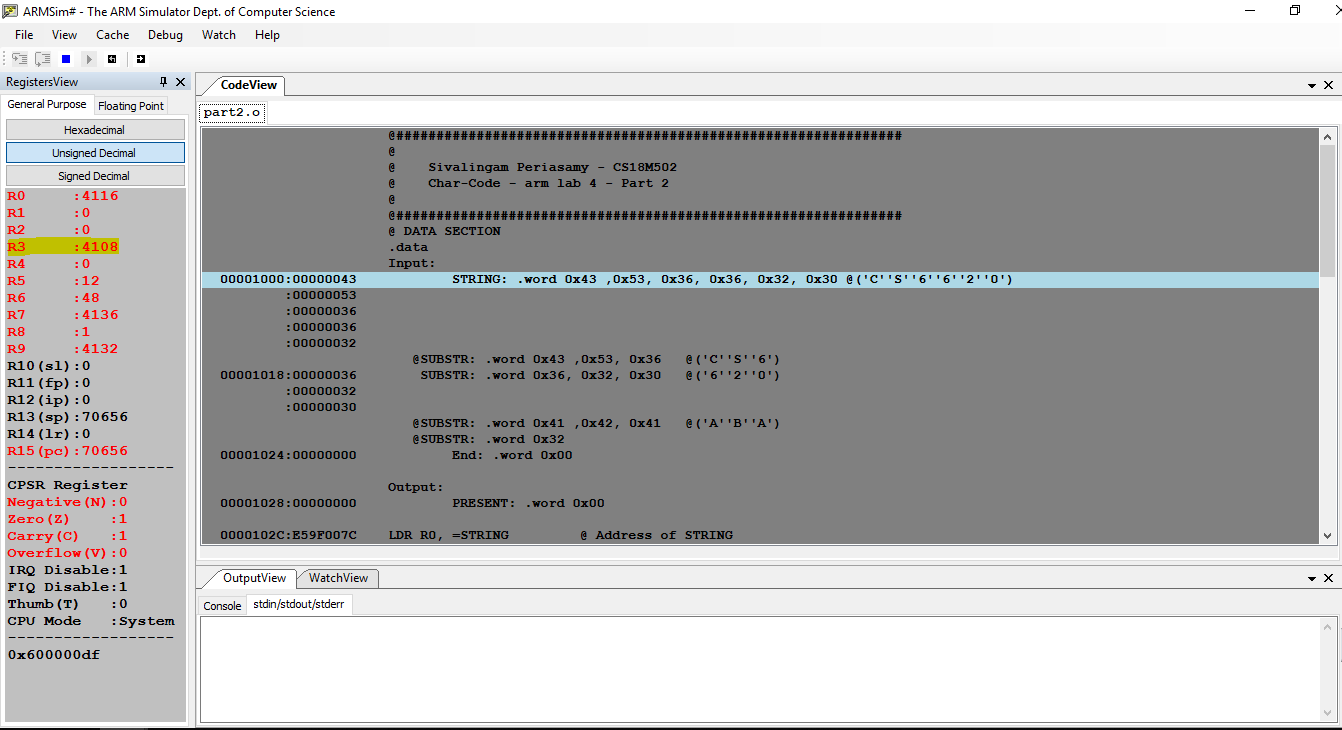 ARMSim# - The ARM Simulator Dept. of Computer Science
File View Cache Debug Watch Help
RegistersView
General Purpose Floating Point
Hexadecimal
Unsigned Decimal
Signed Decimal
R0 :4116
R1 :0
R2 :0
R3 :4108
R4 :0
R5 :12
R6 :48
R7 :4136
R8 :1
R9 :4132
R10(sl):0
R11(fp):0
R12(ip):0
R13(sp):70656
R14(lr):0
R15(pc):70656
------------------
CPSR Register
Negative(N):0
Zero(Z) :1
Carry(C) :1
Overflow(V):0
IRQ Disable:1
FIQ Disable:1
Thumb(T) :0
CPU Mode :System
------------------
0x600000df
CodeView
part2.o
@###############################################################
@
@ Sivalingam Periasamy - CS18M502
@ Char-Code - arm lab 4 - Part 2
@
@###############################################################
@ DATA SECTION
.data
Input:
00001000:00000043 STRING: .word 0x43 ,0x53, 0x36, 0x36, 0x32, 0x30 @('C''S''6''6''2''0')
:00000053
:00000036
:00000036
:00000032
@SUBSTR: .word 0x43 ,0x53, 0x36 @('C''S''6')
00001018:00000036 SUBSTR: .word 0x36, 0x32, 0x30 @('6''2''0')
:00000032
:00000030
@SUBSTR: .word 0x41 ,0x42, 0x41 @('A''B''A')
@SUBSTR: .word 0x32
00001024:00000000 End: .word 0x00
Output:
00001028:00000000 PRESENT: .word 0x00
0000102C:E59F007C LDR R0, =STRING @ Address of STRING
OutputView WatchView
Console stdin/stdout/stderr